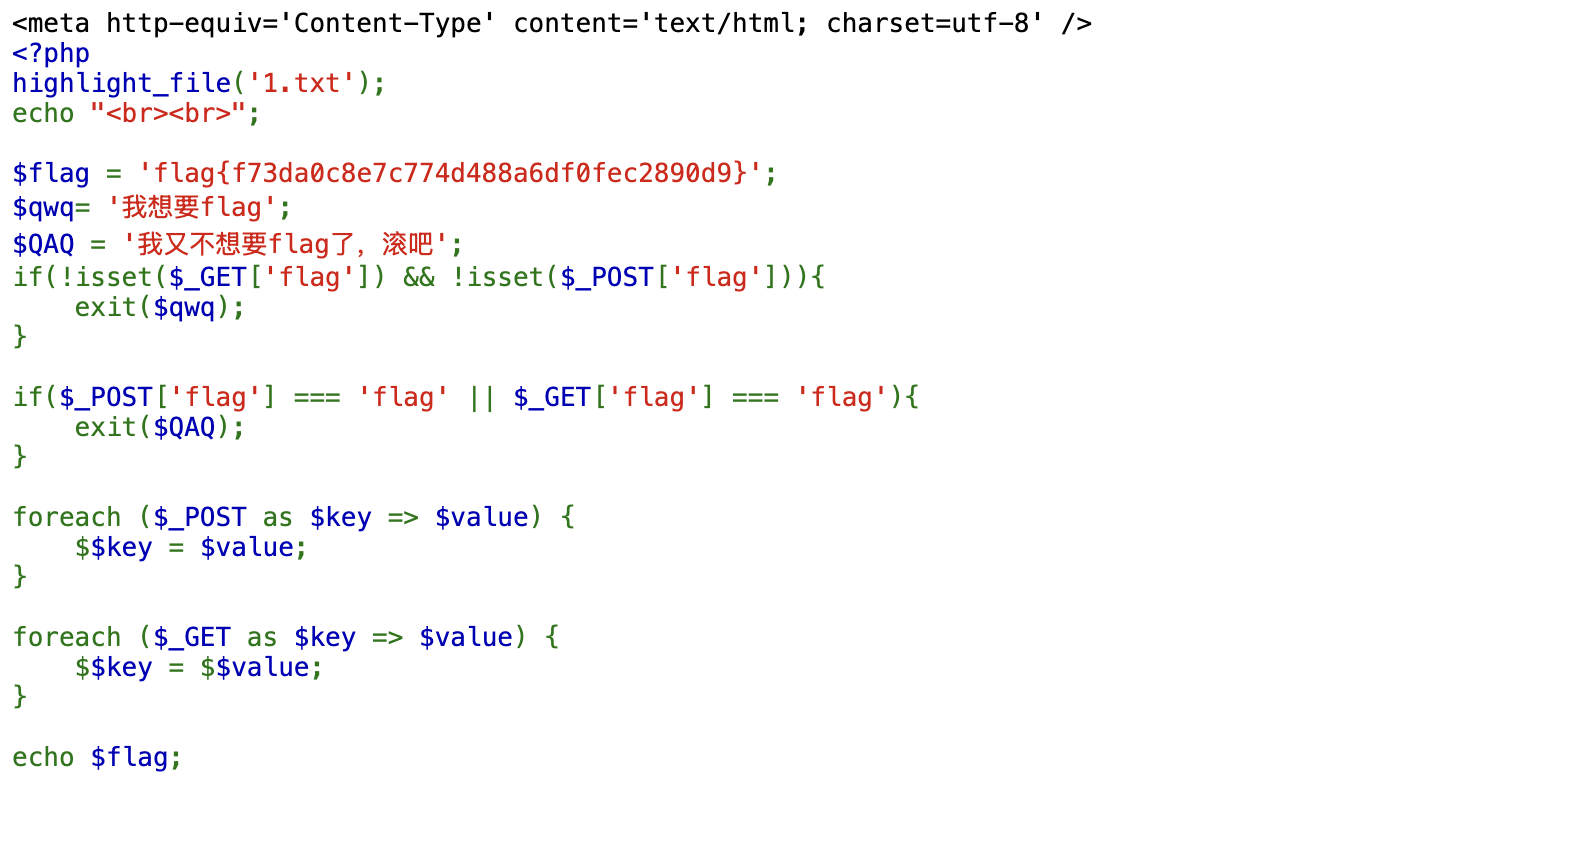 <meta http-equiv='Content-Type' content='text/html; charset=utf-8' />
<?php
highlight_file('1.txt');
echo "<br><br>";
$flag = 'flag{f73da0c8e7c774d488a6df0fec2890d9}';
$qwq= '我想要flag';
$QAQ = '我又不想要flag了，滚吧';
if(!isset($_GET['flag']) && !isset($_POST['flag'])){
    exit($qwq);
}
if($_POST['flag'] === 'flag' || $_GET['flag'] === 'flag'){
    exit($QAQ);
}
foreach ($_POST as $key => $value) {
    $$key = $value;
}
foreach ($_GET as $key => $value) {
    $$key = $$value;
}
echo $flag;